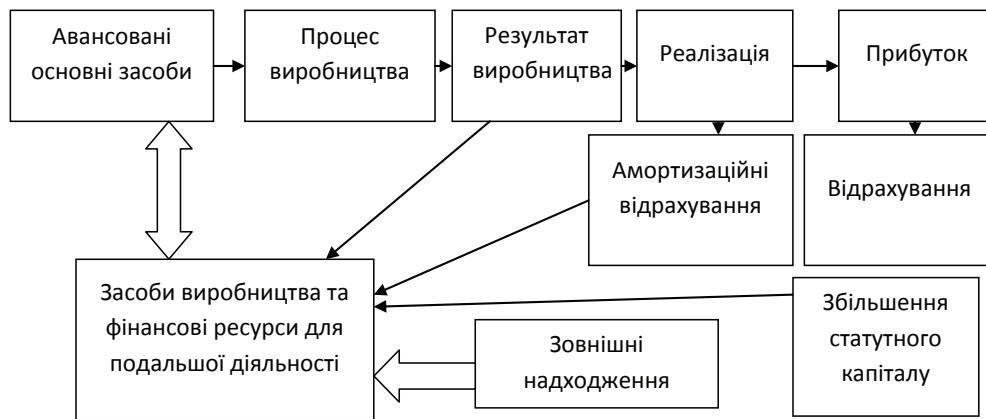 Авансовані
основні засоби
Процес
виробництва
Результат
виробництва
Реалізація
Прибуток
Амортизаційні
відрахування
Відрахування
Засоби виробництва та
фінансові ресурси для
подальшої діяльності
Зовнішні
надходження
Збільшення
статутного
капіталу